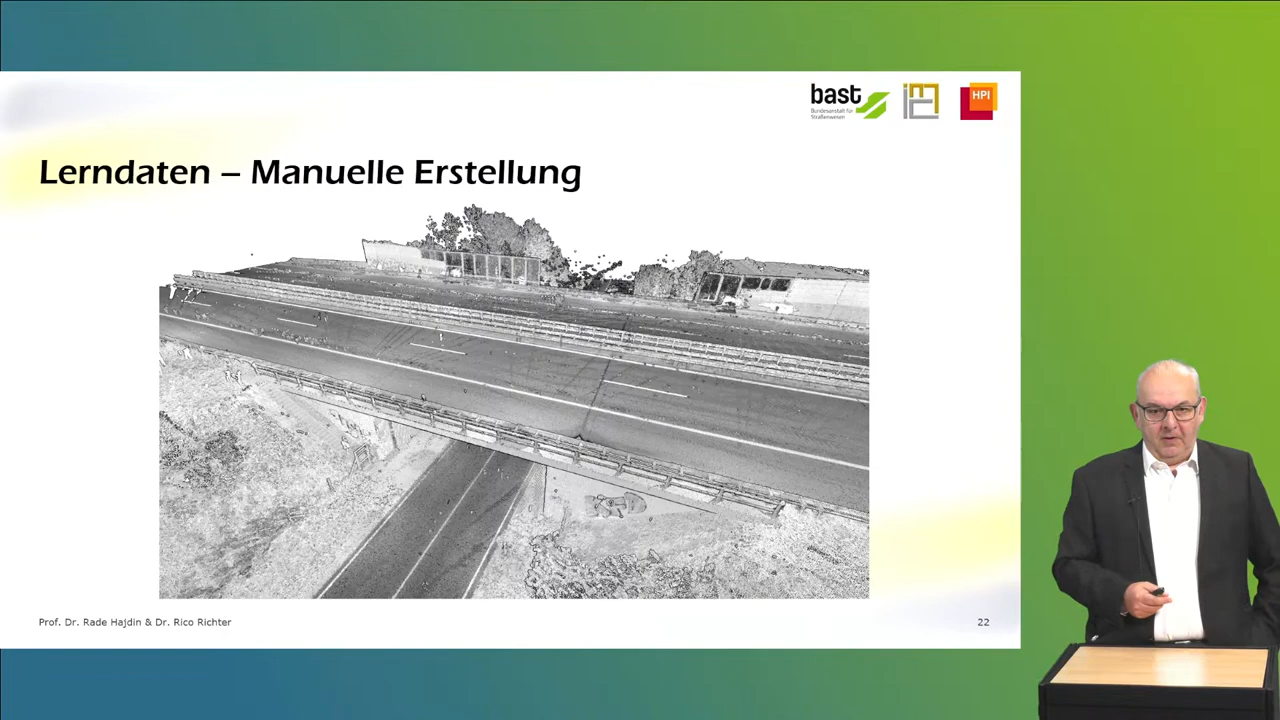 bast
Bundesanstalt für
Straßenwesen
HPI
Lerndaten – Manuelle Erstellung
Prof. Dr. Rade Hajdin & Dr. Rico Richter
22